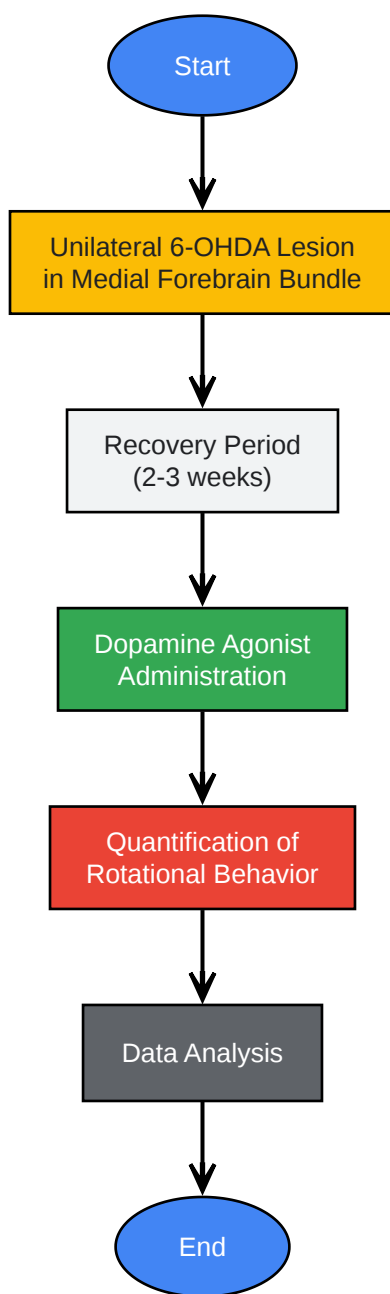 Start
Unilateral 6-OHDA Lesion
in Medial Forebrain Bundle
Recovery Period
(2-3 weeks)
Dopamine Agonist
Administration
Quantification of
Rotational Behavior
Data Analysis
End